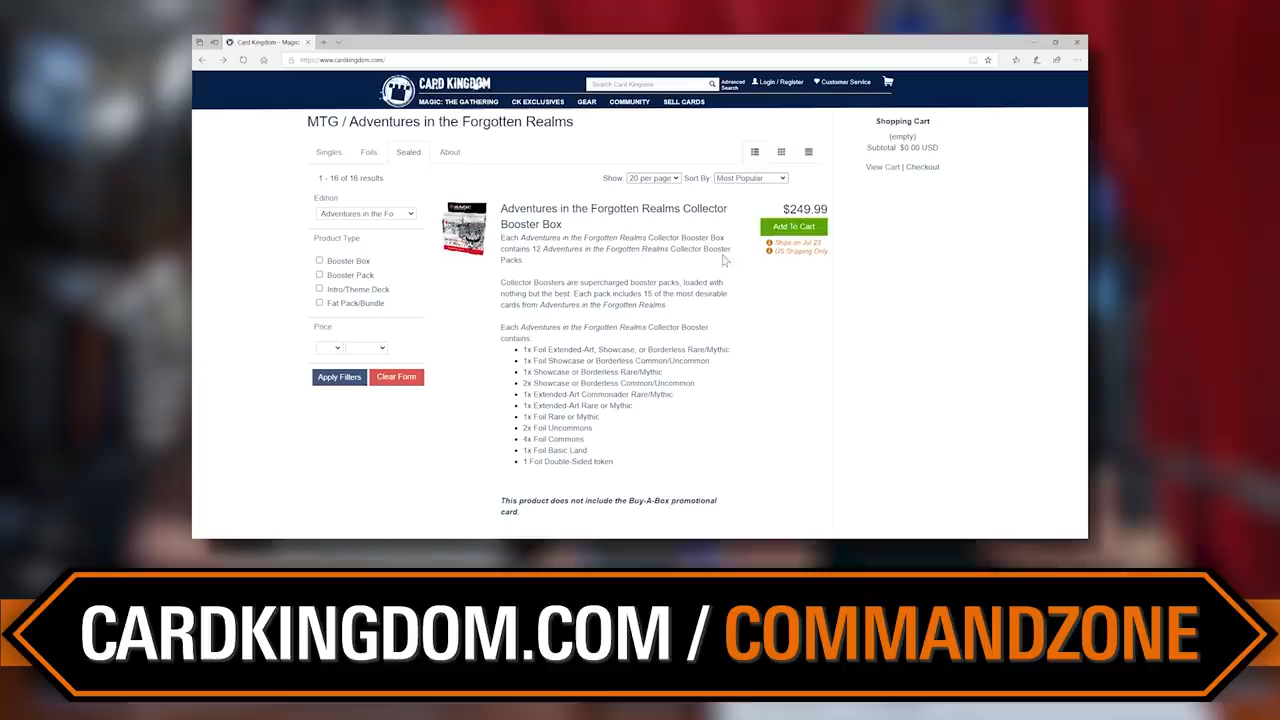 Card Kingdom - Magic:
https://www.cardkingdom.com/
CARD KINGDOM
Search Card Kingdom
Advanced Search
Login / Register
Customer Service
MAGIC: THE GATHERING
CK EXCLUSIVES
GEAR
COMMUNITY
SELL CARDS
MTG / Adventures in the Forgotten Realms
Shopping Cart
(empty)
Subtotal $0.00 USD
View Cart | Checkout
Singles
Foils
Sealed
About
1 - 16 of 16 results
Show: 20 per page Sort By: Most Popular
Edition
Adventures in the Fo
Product Type
Booster Box
Booster Pack
Intro/Theme Deck
Fat Pack/Bundle
Price
Apply Filters
Clear Form
MAGIC
Adventures in the Forgotten Realms Collector
Booster Box
$249.99
Add To Cart
Ships on Jul 23
US Shipping Only
Each Adventures in the Forgotten Realms Collector Booster Box
contains 12 Adventures in the Forgotten Realms Collector Booster
Packs.
Collector Boosters are supercharged booster packs, loaded with
nothing but the best. Each pack includes 15 of the most desirable
cards from Adventures in the Forgotten Realms
Each Adventures in the Forgotten Realms Collector Booster
contains:
1x Foil Extended-Art, Showcase, or Borderless Rare/Mythic
1x Foil Showcase or Borderless Common/Uncommon
1x Showcase or Borderless Rare/Mythic
2x Showcase or Borderless Common/Uncommon
1x Extended-Art Commonader Rare/Mythic
1x Extended-Art Rare or Mythic
1x Foil Rare or Mythic
2x Foil Uncommons
4x Foil Commons
1x Foil Basic Land
1 Foil Double-Sided token
This product does not include the Buy-A-Box promotional
card.
CARDKINGDOM.COM / COMMANDZONE